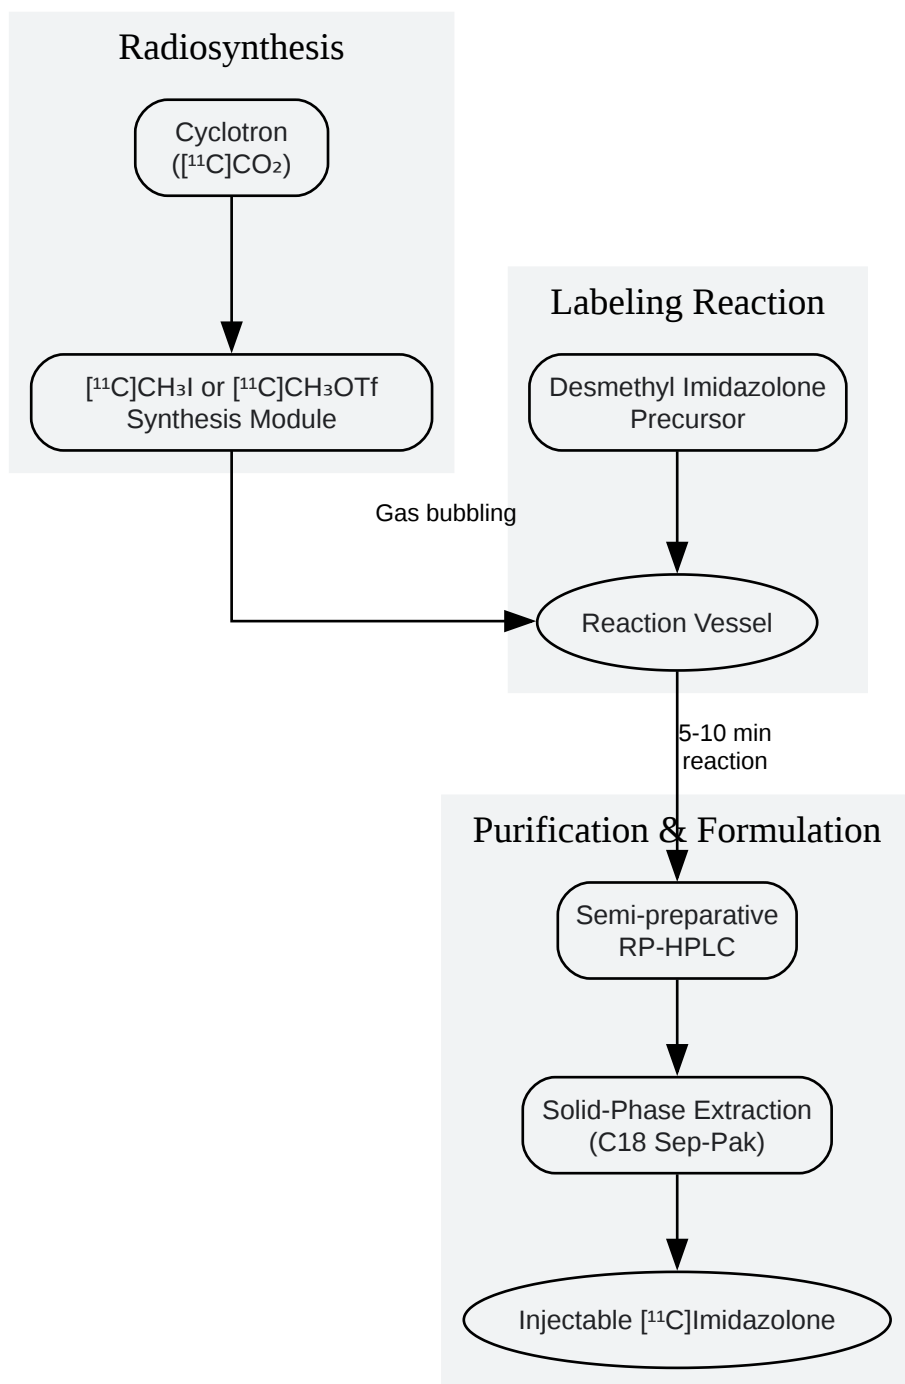 Radiosynthesis
Cyclotron
([¹¹C]CO₂)
[¹¹C]CH₃I or [¹¹C]CH₃OTf
Synthesis Module
Gas bubbling
Labeling Reaction
Desmethyl Imidazolone
Precursor
Reaction Vessel
5-10 min
reaction
Purification & Formulation
Semi-preparative
RP-HPLC
Solid-Phase Extraction
(C18 Sep-Pak)
Injectable [¹¹C]Imidazolone